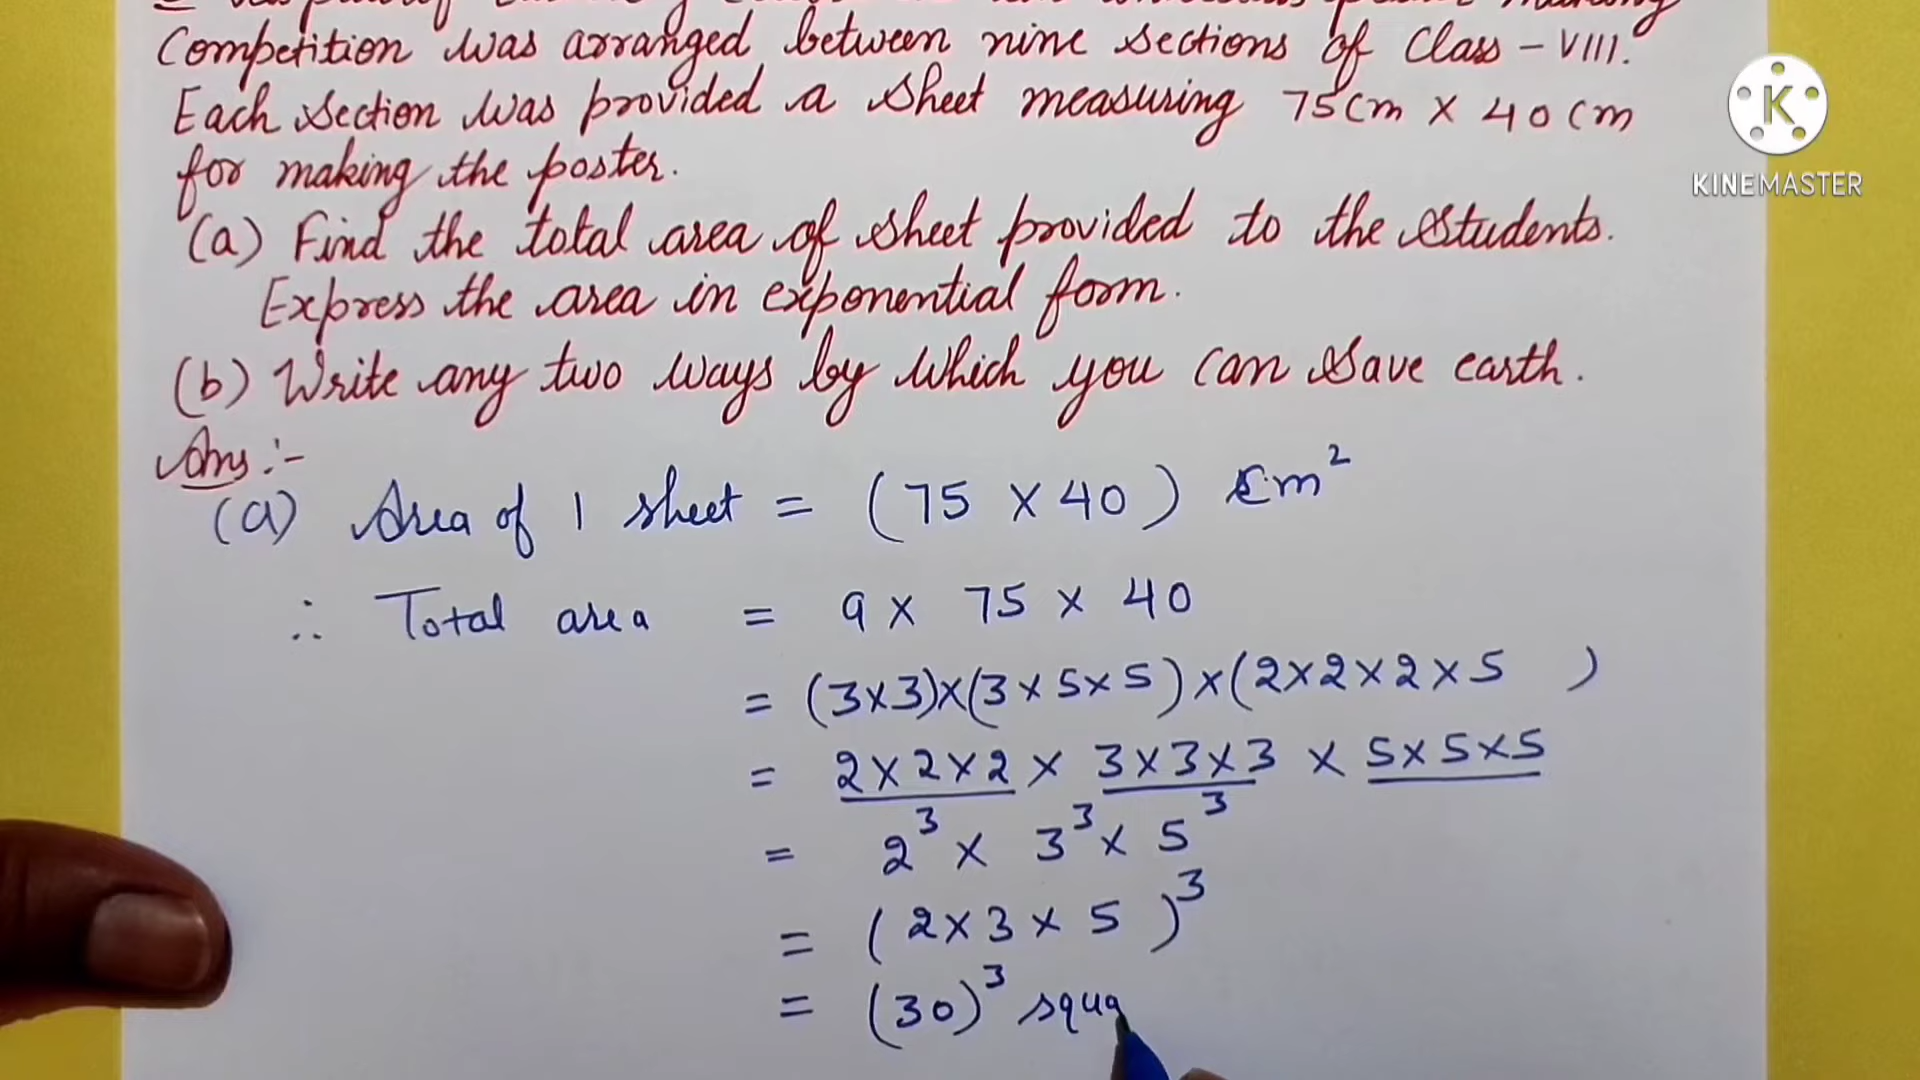 Competition was arranged between nine sections of Class - VIII.
Each section was provided a sheet measuring 75cm × 40cm
for making the poster.
(a) Find the total area of sheet provided to the students.
Express the area in exponential form.
(b) Write any two ways by which you can save earth.
Ans :-
(a) Area of 1 sheet = (75 × 40) cm²
∴ Total area = 9 × 75 × 40
= (3×3)×(3×5×5)×(2×2×2×5 )
= 2×2×2 × 3×3×3 × 5×5×5
= 2³ × 3³ × 5³
= (2×3×5)³
= (30)³ squa
K
KINEMASTER